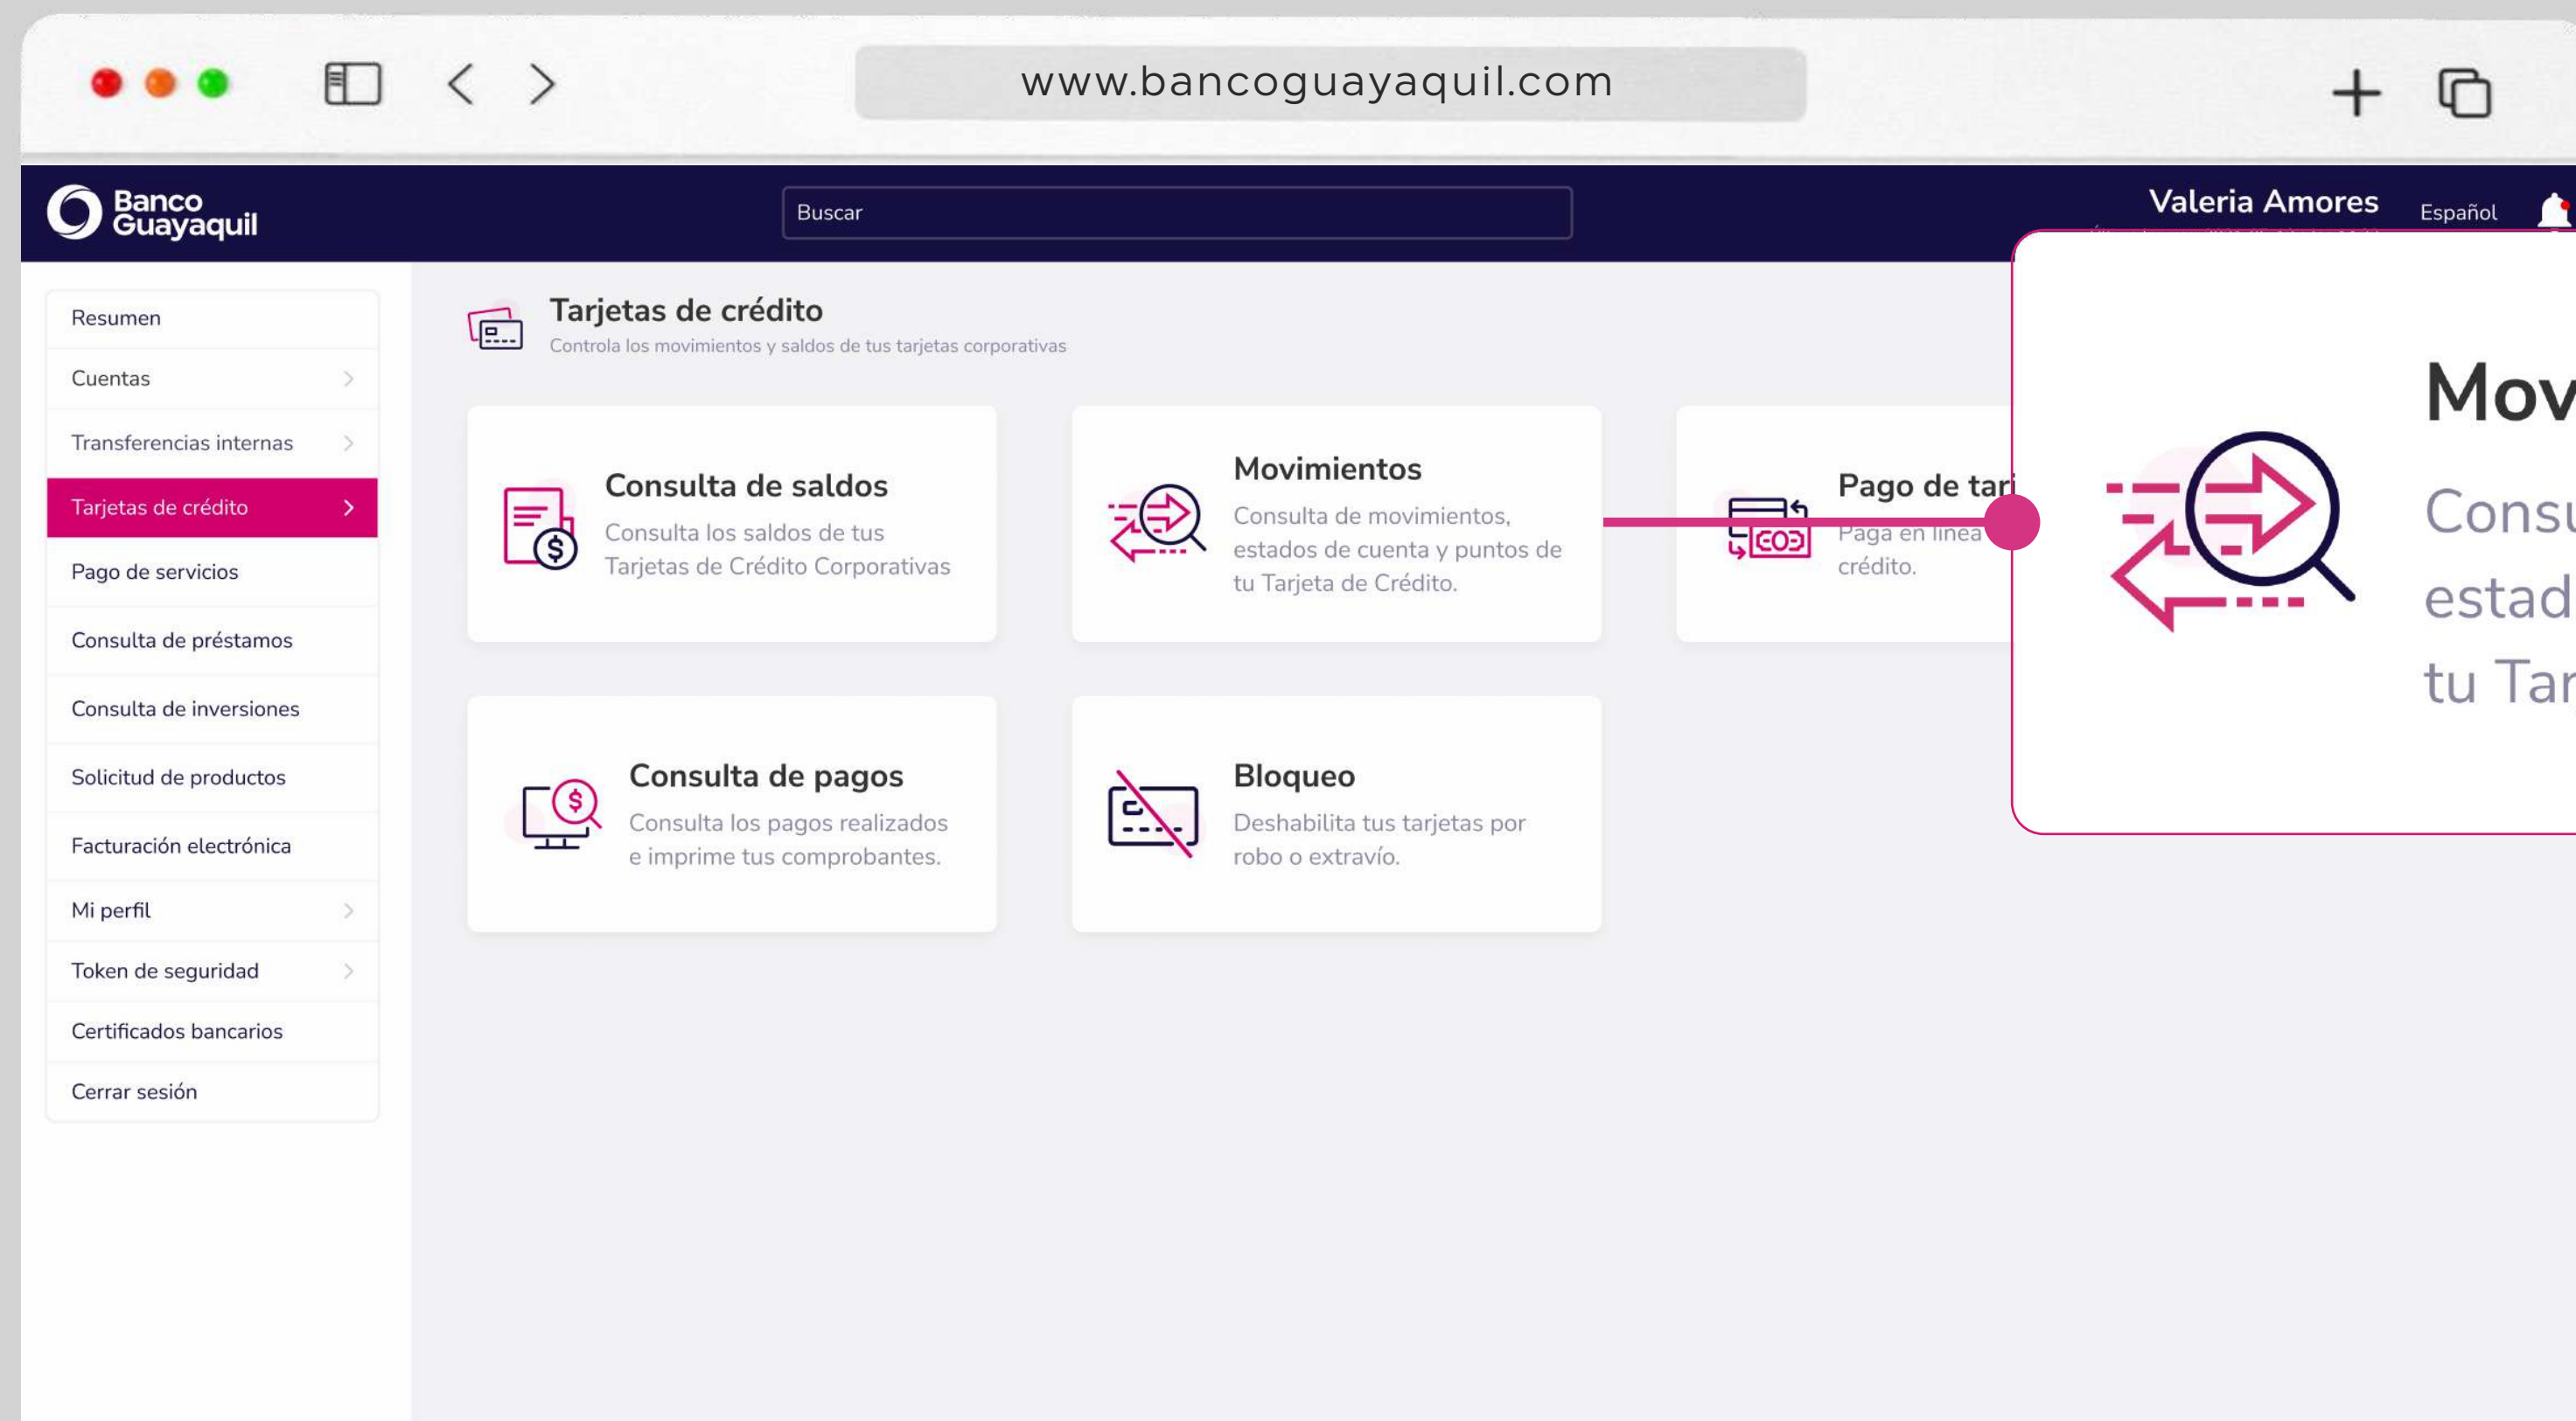 www.bancoguayaquil.com
Banco
Guayaquil
Buscar
Valeria Amores
Español
Resumen
Cuentas
Transferencias internas
Tarjetas de crédito
Pago de servicios
Consulta de préstamos
Consulta de inversiones
Solicitud de productos
Facturación electrónica
Mi perfil
Token de seguridad
Certificados bancarios
Cerrar sesión
Tarjetas de crédito
Controla los movimientos y saldos de tus tarjetas corporativas
Consulta de saldos
Consulta los saldos de tus
Tarjetas de Crédito Corporativas
Movimientos
Consulta de movimientos,
estados de cuenta y puntos de
tu Tarjeta de Crédito.
Pago de tarj
Paga en línea
crédito.
Consulta de pagos
Consulta los pagos realizados
e imprime tus comprobantes.
Bloqueo
Deshabilita tus tarjetas por
robo o extravío.
Mov
Consu
estad
tu Tar